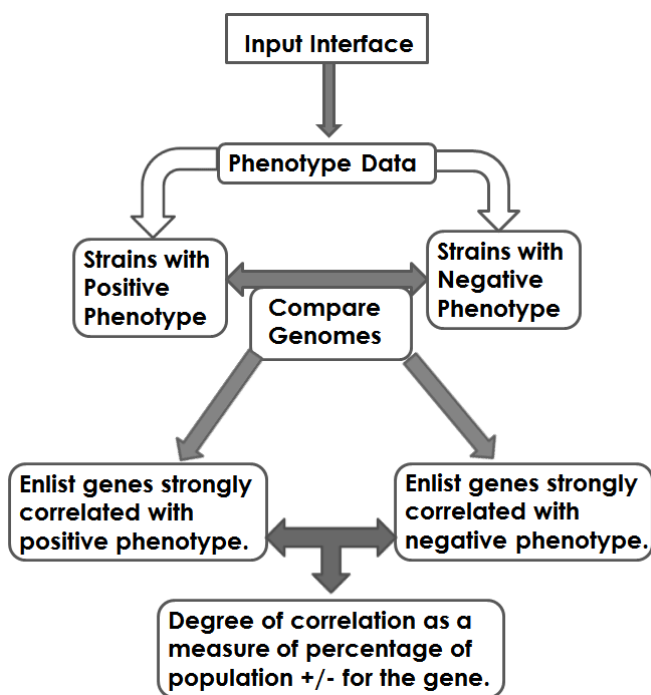 Input Interface
Phenotype Data
Strains with
Positive
Phenotype
Strains with
Negative
Phenotype
Compare
Genomes
Enlist genes strongly
correlated with
positive phenotype.
Enlist genes strongly
correlated with
negative phenotype.
Degree of correlation as a
measure of percentage of
population +/- for the gene.